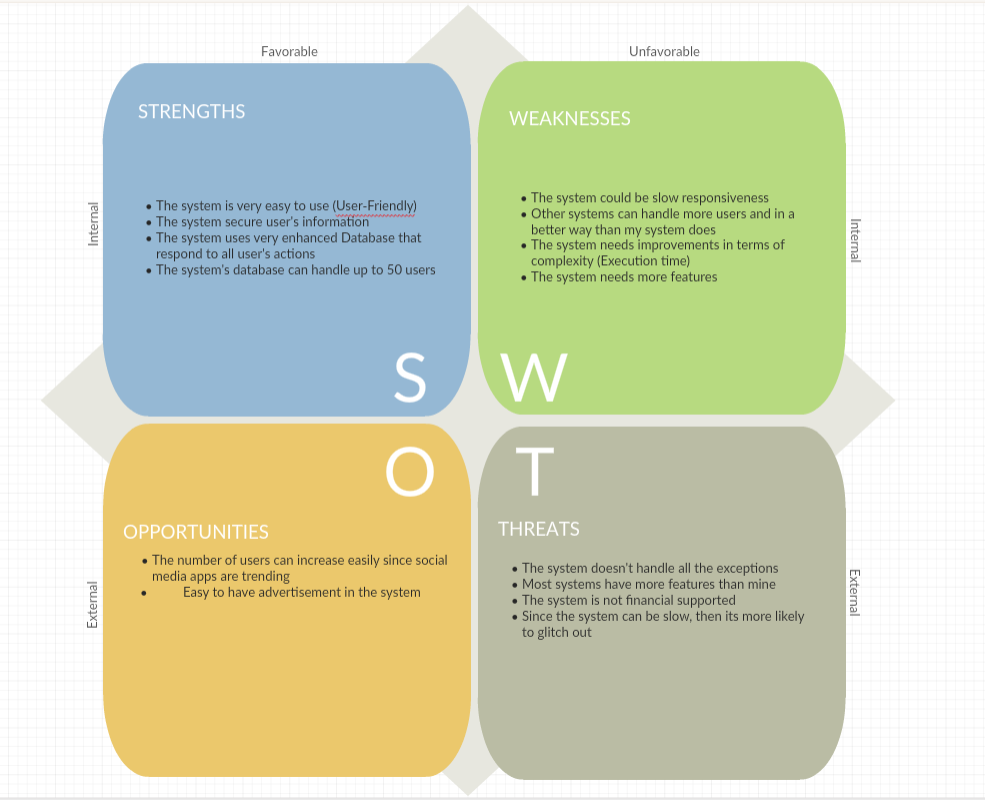 Favorable
Unfavorable
Internal
STRENGTHS
• The system is very easy to use (User-Friendly)
• The system secure user's information
• The system uses very enhanced Database that
respond to all user's actions
• The system's database can handle up to 50 users
S
WEAKNESSES
• The system could be slow responsiveness
• Other systems can handle more users and in a
better way than my system does
• The system needs improvements in terms of
complexity (Execution time)
• The system needs more features
W
Internal
External
O
OPPORTUNITIES
• The number of users can increase easily since social
media apps are trending
• Easy to have advertisement in the system
T
THREATS
• The system doesn't handle all the exceptions
• Most systems have more features than mine
• The system is not financial supported
• Since the system can be slow, then its more likely
to glitch out
External